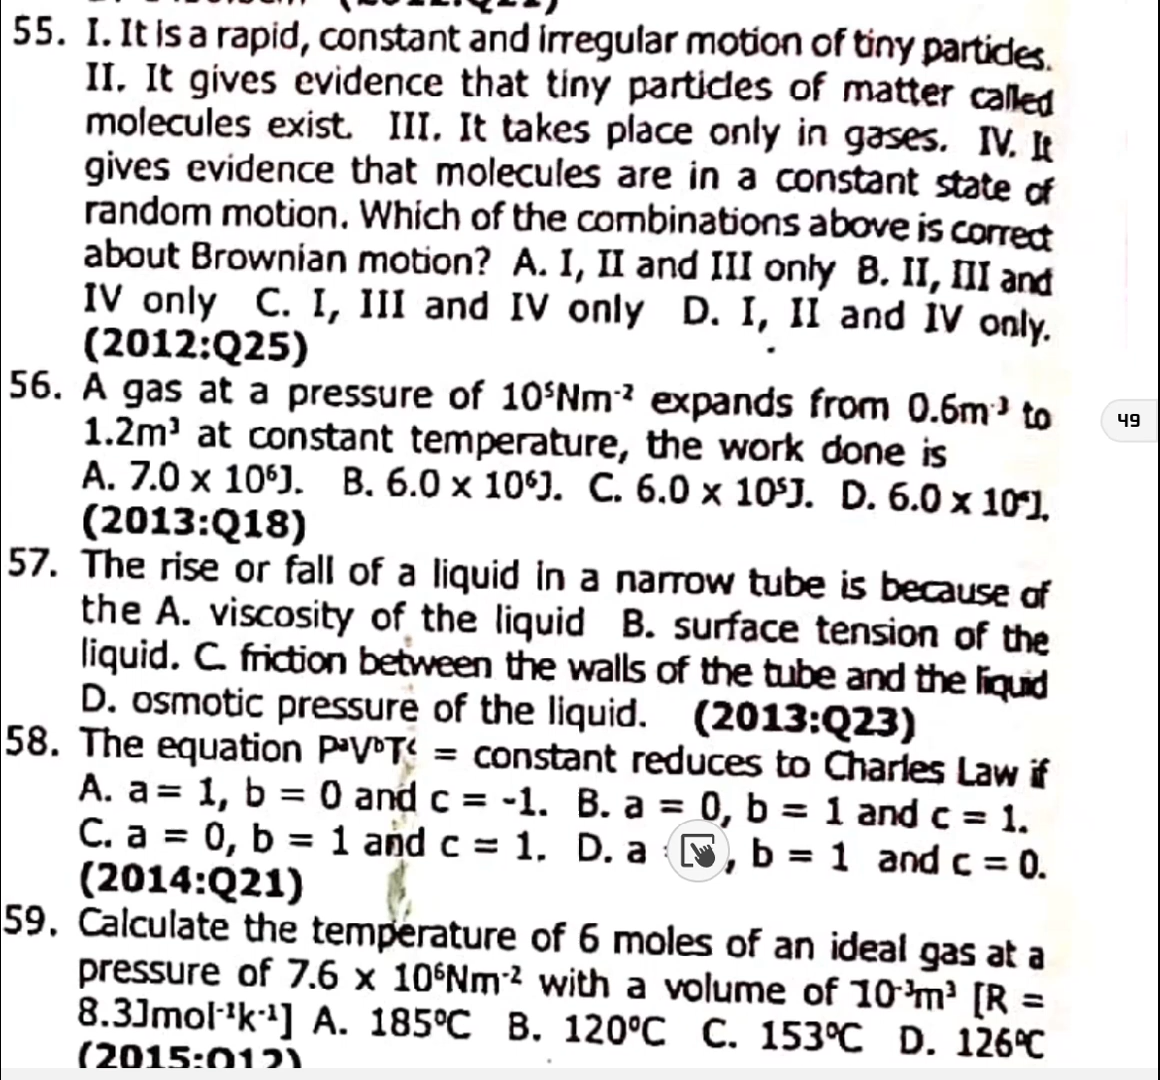 55. I. It is a rapid, constant and irregular motion of tiny particles.
II. It gives evidence that tiny particles of matter called
molecules exist. III. It takes place only in gases. IV. It
gives evidence that molecules are in a constant state of
random motion. Which of the combinations above is correct
about Brownian motion? A. I, II and III only B. II, III and
IV only C. I, III and IV only D. I, II and IV only.
(2012:Q25)
56. A gas at a pressure of 10⁵Nm⁻² expands from 0.6m⁻³ to
1.2m³ at constant temperature, the work done is
A. 7.0 x 10⁶J. B. 6.0 x 10⁶J. C. 6.0 x 10⁵J. D. 6.0 x
(2013:Q18)
57. The rise or fall of a liquid in a narrow tube is because of
the A. viscosity of the liquid B. surface tension of the
liquid. C. friction between the walls of the tube and the liquid
D. osmotic pressure of the liquid. (2013:Q23)
58. The equation PᵃVᵇTᶜ = constant reduces to Charles Law if
A. a = 1, b = 0 and c = -1. B. a = 0, b = 1 and c = 1.
C. a = 0, b = 1 and c = 1. D. a , b = 1 and c = 0.
(2014:Q21)
59. Calculate the temperature of 6 moles of an ideal gas at a
pressure of 7.6 x 10⁶Nm⁻² with a volume of 10⁻³m³ [R =
8.3Jmol⁻¹k⁻¹] A. 185⁰C B. 120⁰C C. 153⁰C D. 126⁰C
(2015:Q12)
49